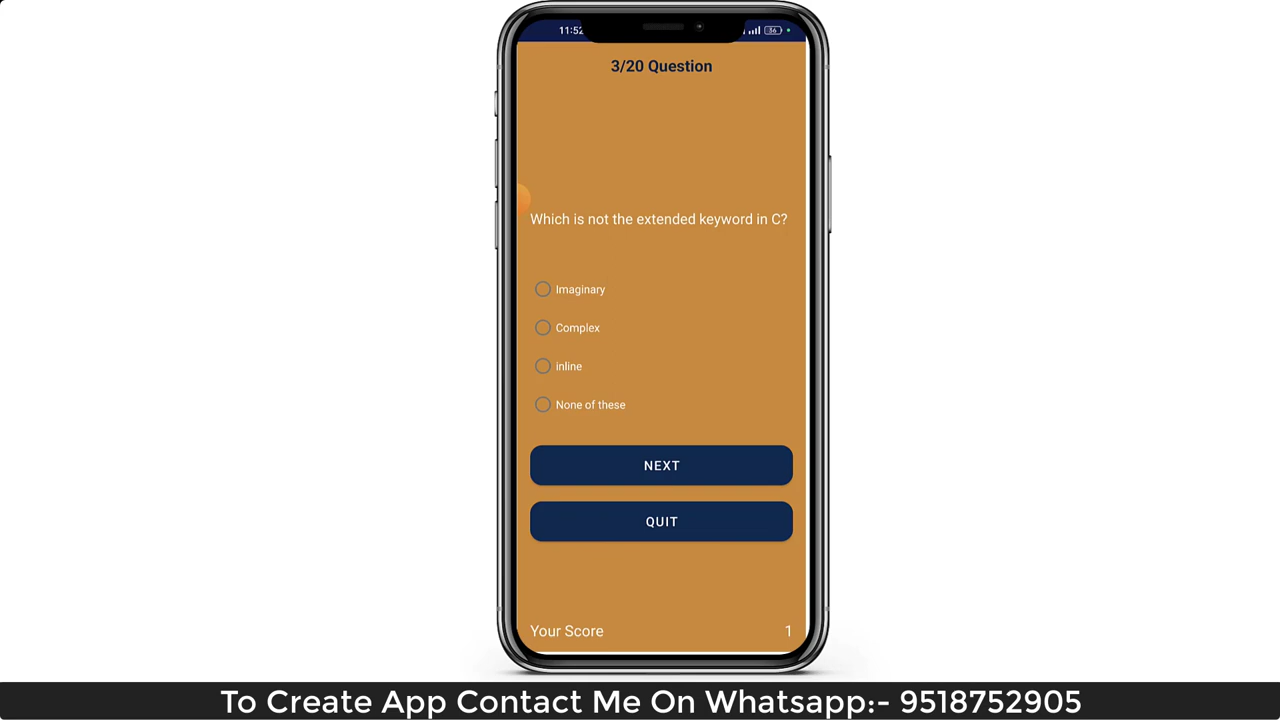 11:52
36
3/20 Question
Which is not the extended keyword in C?
Imaginary
Complex
inline
None of these
NEXT
QUIT
Your Score 1
To Create App Contact Me On Whatsapp:- 9518752905